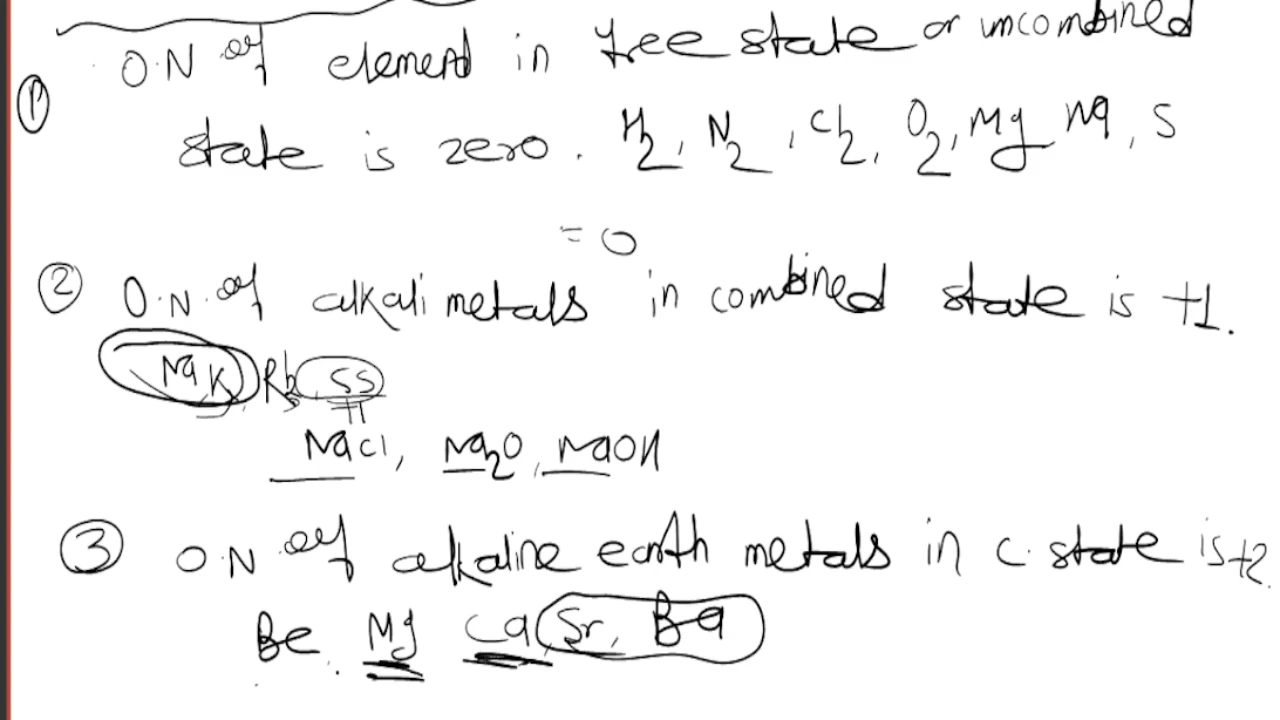 ① O.N of element in free state or uncombined
state is zero. H2, N2, Cl2, O2, Mg Na, S
= 0
② O.N. of alkali metals in combined state is +1.
Na K, Rb, SS
+1
NaCl, Na2O, NaOH
③ O.N of alkaline earth metals in c. state is +2.
Be, Mg Ca, Sr, Ba